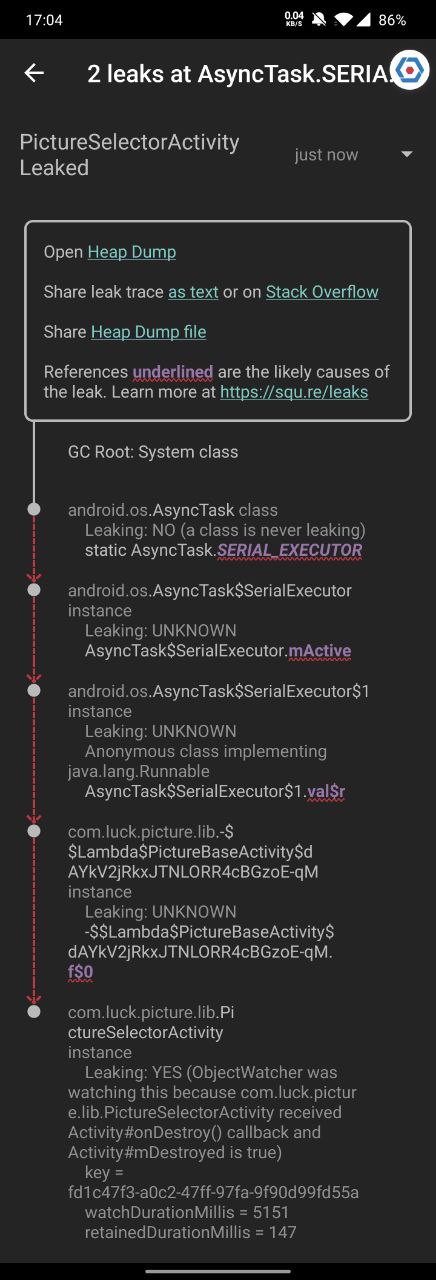 17:04
0.04
KB/S
86%
2 leaks at AsyncTask.SERIA
PictureSelectorActivity
Leaked
just now
Open Heap Dump
Share leak trace as text or on Stack Overflow
Share Heap Dump file
References underlined are the likely causes of
the leak. Learn more at https://squ.re/leaks
GC Root: System class
android.os.AsyncTask class
Leaking: NO (a class is never leaking)
static AsyncTask.SERIAL_EXECUTOR
android.os.AsyncTask$SerialExecutor
instance
Leaking: UNKNOWN
AsyncTask$SerialExecutor.mActive
android.os.AsyncTask$SerialExecutor$1
instance
Leaking: UNKNOWN
Anonymous class implementing
java.lang.Runnable
AsyncTask$SerialExecutor$1.val$r
com.luck.picture.lib.-$
$Lambda$PictureBaseActivity$d
AYkV2jRkxJTNLORR4cBGzoE-qM
instance
Leaking: UNKNOWN
-$$Lambda$PictureBaseActivity$
dAYkV2jRkxJTNLORR4cBGzoE-qM.
f$0
com.luck.picture.lib.Pi
ctureSelectorActivity
instance
Leaking: YES (ObjectWatcher was
watching this because com.luck.pictur
e.lib.PictureSelectorActivity received
Activity#onDestroy() callback and
Activity#mDestroyed is true)
key =
fd1c47f3-a0c2-47ff-97fa-9f90d99fd55a
watchDurationMillis = 5151
retainedDurationMillis = 147